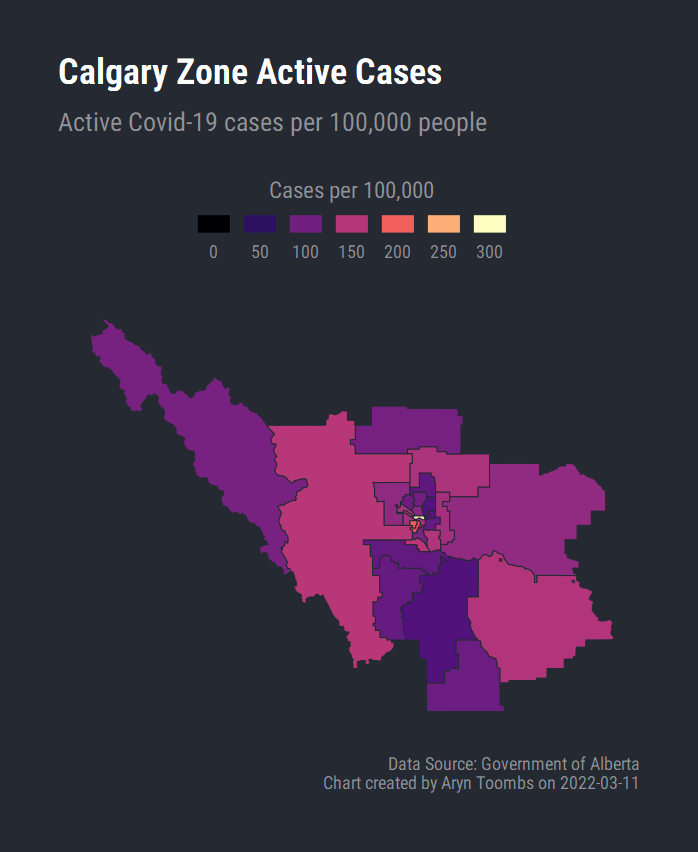 Calgary Zone Active Cases
Active Covid-19 cases per 100,000 people
Cases per 100,000
0 50 100 150 200 250 300
Data Source: Government of Alberta
Chart created by Aryn Toombs on 2022-03-11